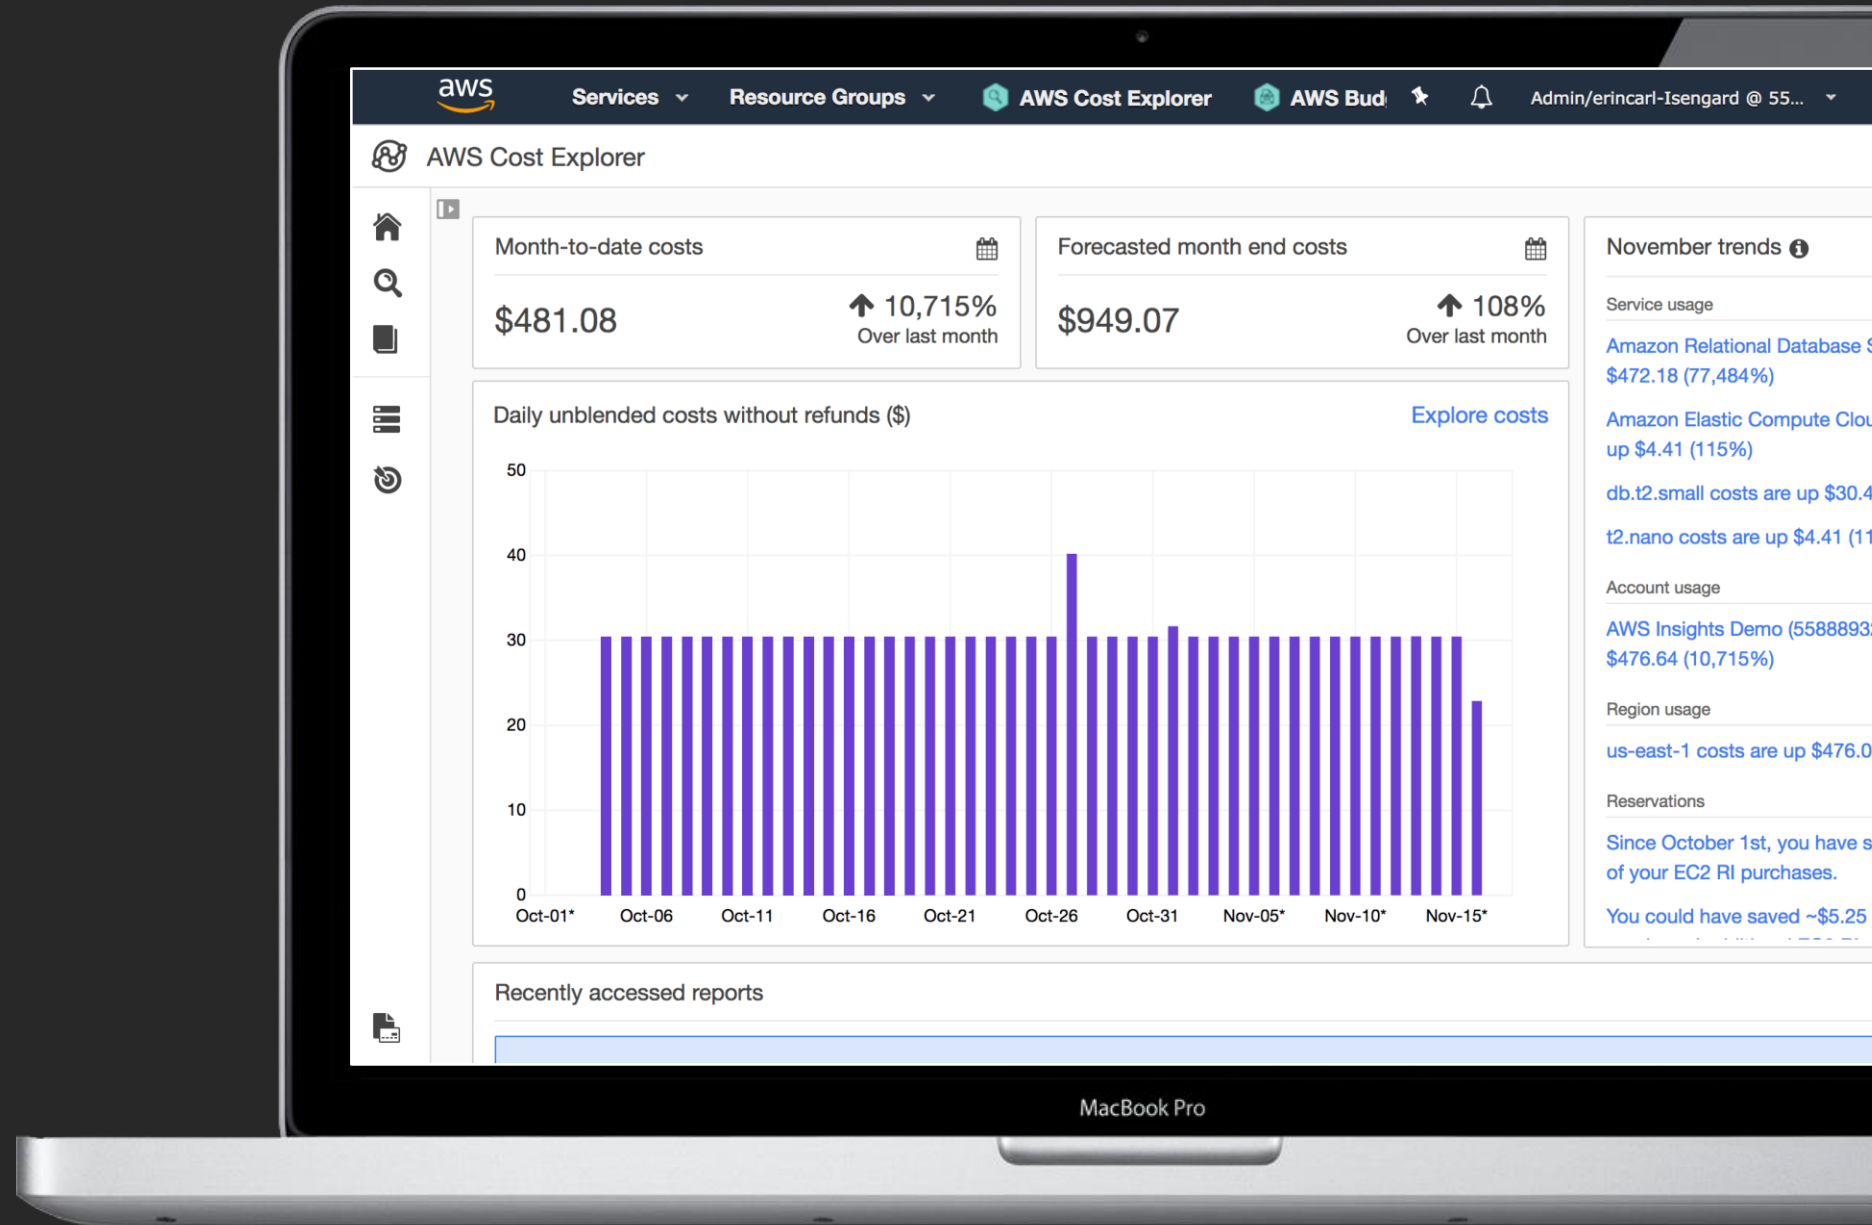 aws
Services
Resource Groups
AWS Cost Explorer
AWS Bud
Admin/erincarl-Isengard @ 55...
AWS Cost Explorer
Month-to-date costs
$481.08
10,715%
Over last month
Forecasted month end costs
$949.07
108%
Over last month
Daily unblended costs without refunds ($)
Explore costs
50
40
30
20
10
0
Oct-01*
Oct-06
Oct-11
Oct-16
Oct-21
Oct-26
Oct-31
Nov-05*
Nov-10*
Nov-15*
November trends
Service usage
Amazon Relational Database S
$472.18 (77,484%)
Amazon Elastic Compute Clou
up $4.41 (115%)
db.t2.small costs are up $30.4
t2.nano costs are up $4.41 (11
Account usage
AWS Insights Demo (55888932
$476.64 (10,715%)
Region usage
us-east-1 costs are up $476.0
Reservations
Since October 1st, you have s
of your EC2 RI purchases.
You could have saved ~$5.25
Recently accessed reports
MacBook Pro